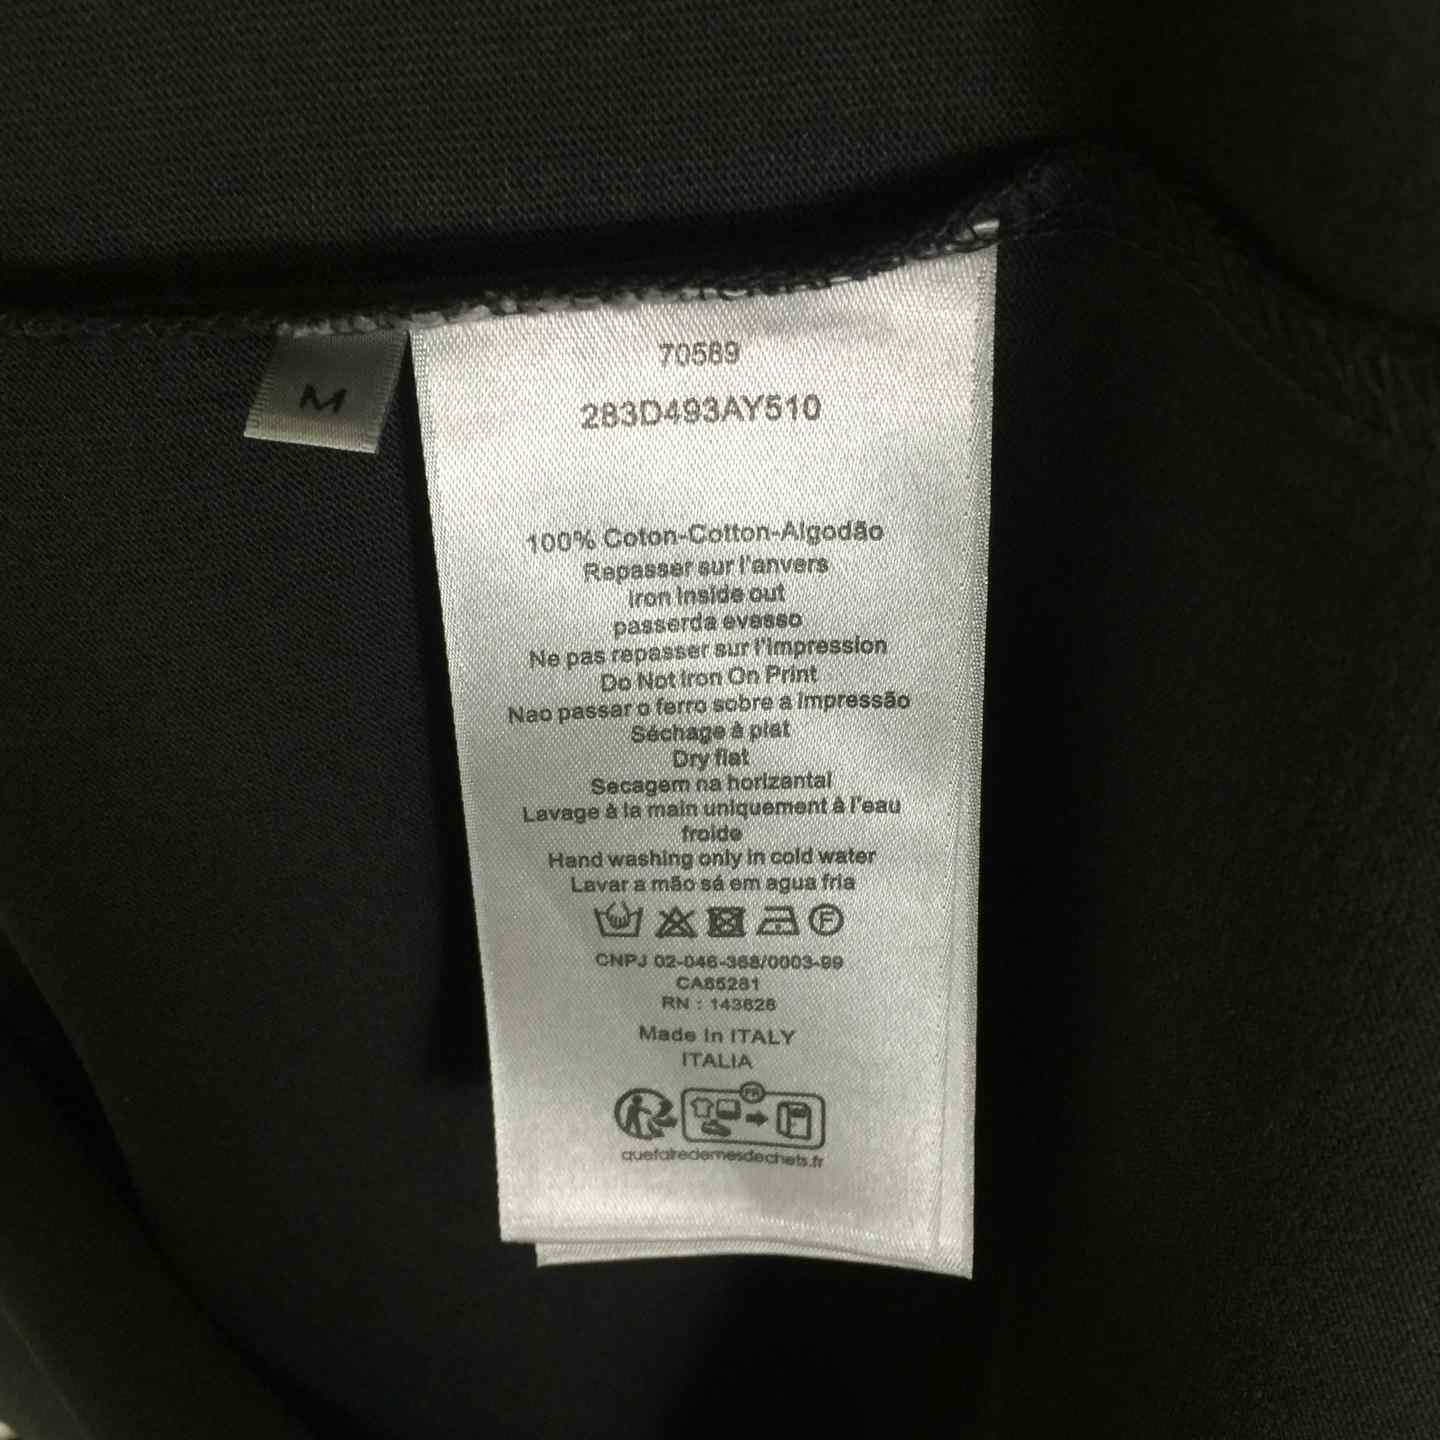 M
70589
283D493AY510
100% Coton-Cotton-Algodão
Repasser sur l'anvers
Iron Inside out
passerda evesso
Ne pas repasser sur l'impression
Do Not Iron On Print
Nao passar o ferro sobre a impressão
Séchage à plat
Dry flat
Secagem na horizantal
Lavage à la main uniquement à l'eau
froide
Hand washing only in cold water
Lavar a mão sá em agua fria
F
CNPJ 02-046-368/0003-99
CA65281
RN : 143628
Made In ITALY
ITALIA
FR
quefairedemesdechets.fr